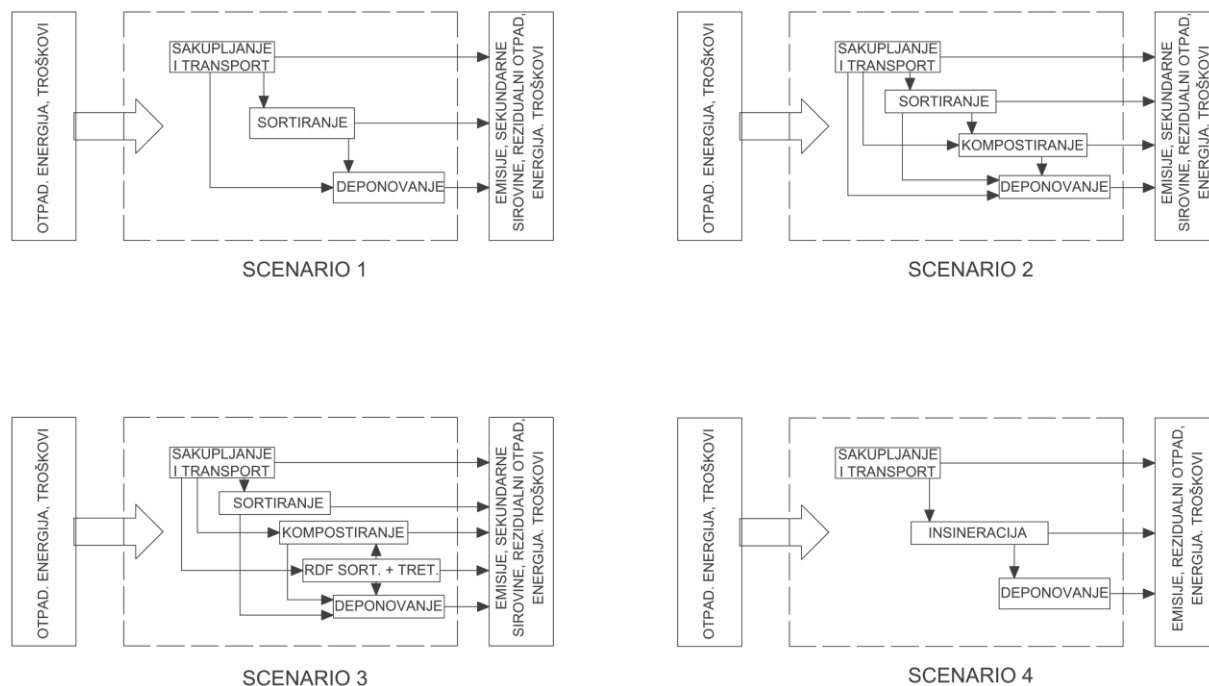 OTPAD. ENERGIJA, TROŠKOVI
SAKUPLJANJE
I TRANSPORT
SORTIRANJE
DEPONOVANJE
EMISIJE, SEKUNDARNE
SIROVINE, REZIDUALNI OTPAD,
ENERGIJA. TROŠKOVI
SCENARIO 1
OTPAD. ENERGIJA, TROŠKOVI
SAKUPLJANJE
I TRANSPORT
SORTIRANJE
KOMPOSTIRANJE
DEPONOVANJE
EMISIJE, SEKUNDARNE
SIROVINE, REZIDUALNI OTPAD,
ENERGIJA. TROŠKOVI
SCENARIO 2
OTPAD. ENERGIJA, TROŠKOVI
SAKUPLJANJE
I TRANSPORT
SORTIRANJE
KOMPOSTIRANJE
RDF SORT. + TRET.
DEPONOVANJE
EMISIJE, SEKUNDARNE
SIROVINE, REZIDUALNI OTPAD,
ENERGIJA. TROŠKOVI
SCENARIO 3
OTPAD. ENERGIJA, TROŠKOVI
SAKUPLJANJE
I TRANSPORT
INSINERACIJA
DEPONOVANJE
EMISIJE, REZIDUALNI OTPAD,
ENERGIJA. TROŠKOVI
SCENARIO 4